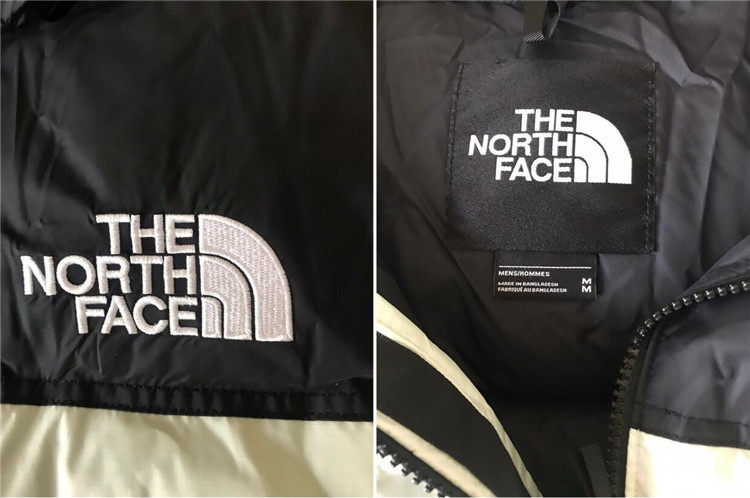 THE
NORTH
FACE
THE
NORTH
FACE
MENS/HOMMES
MADE IN BANGLADESH M
FABRIQUÉ AU BANGLADESH M